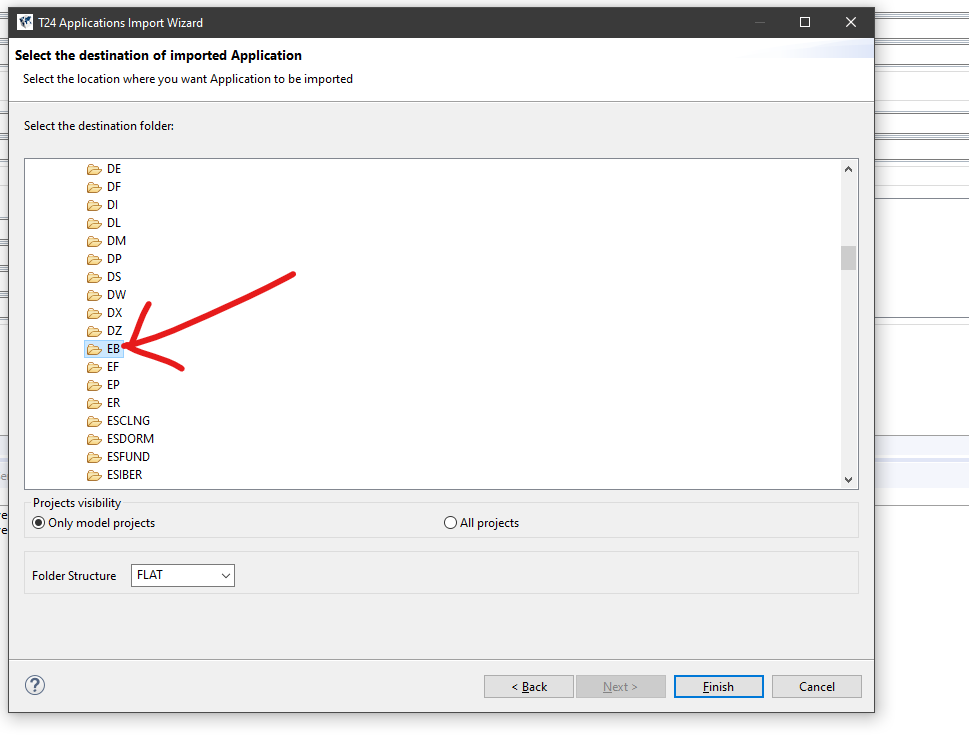 T24 Applications Import Wizard
Select the destination of imported Application
Select the location where you want Application to be imported
Select the destination folder:
DE
DF
DI
DL
DM
DP
DS
DW
DX
DZ
EB
EF
EP
ER
ESCLNG
ESDORM
ESFUND
ESIBER
Projects visibility
Only model projects
All projects
Folder Structure
FLAT
?
< Back
Next >
Finish
Cancel